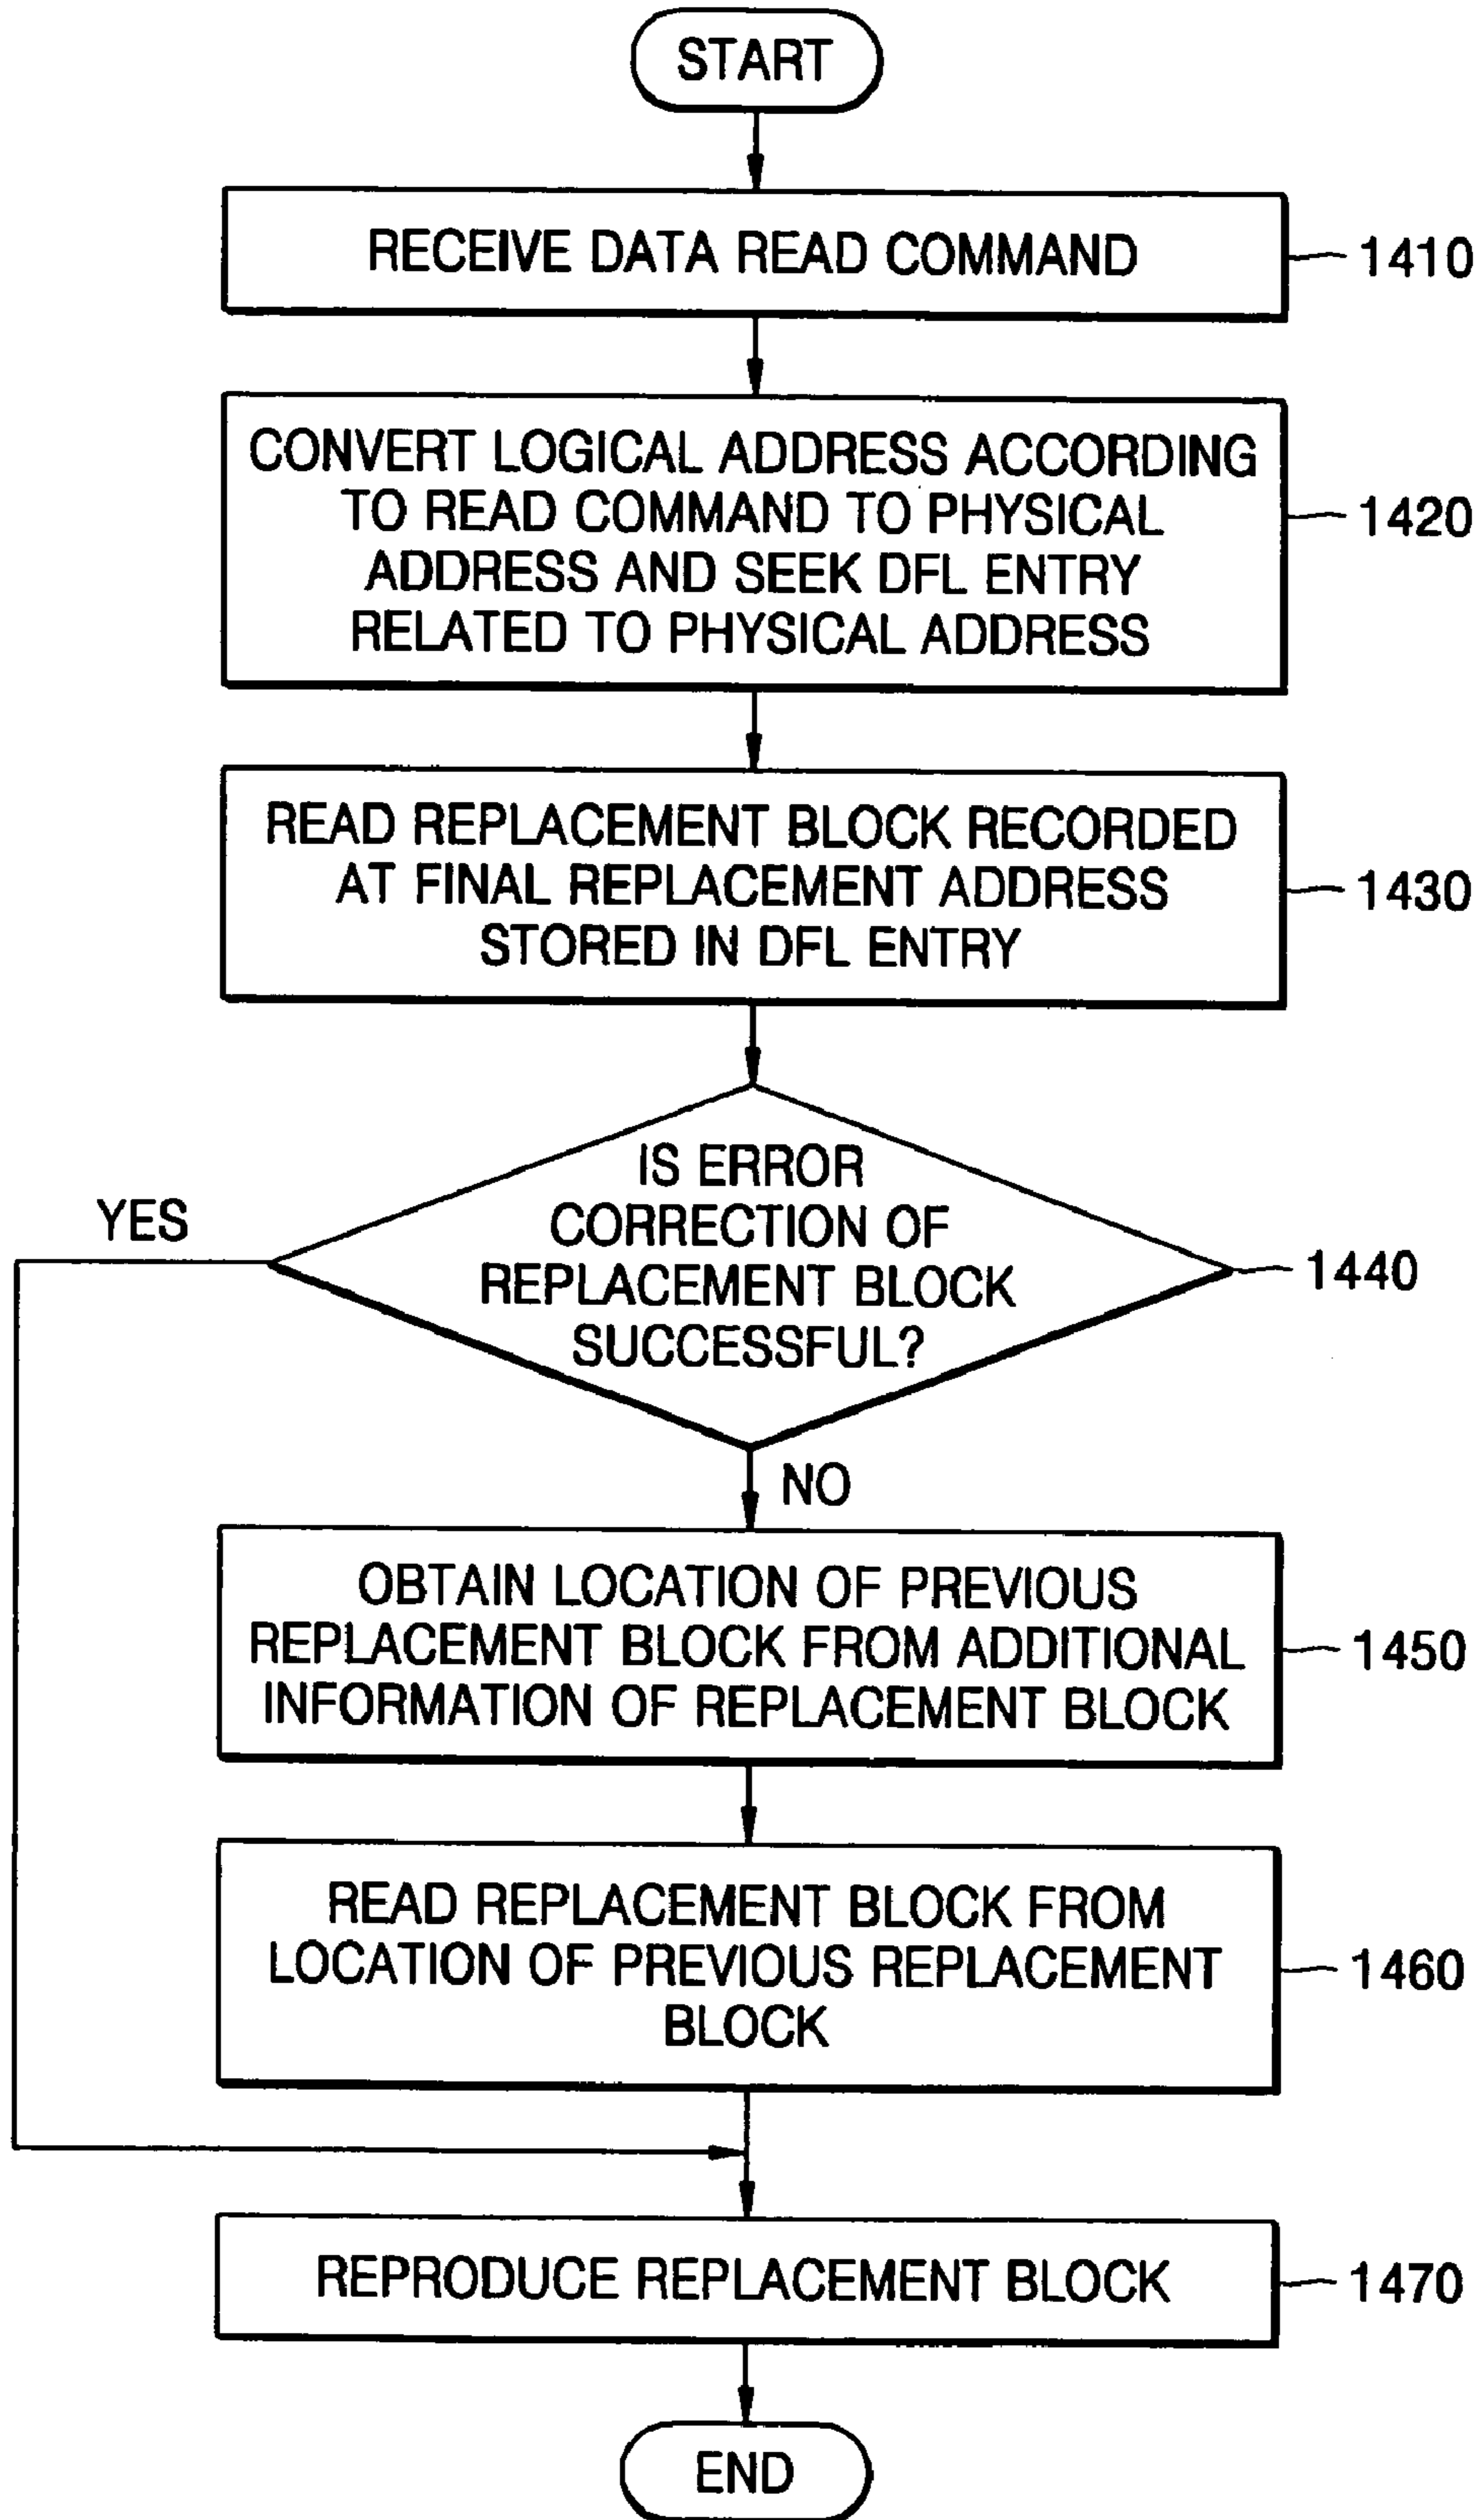 START
RECEIVE DATA READ COMMAND
1410
CONVERT LOGICAL ADDRESS ACCORDING
TO READ COMMAND TO PHYSICAL
ADDRESS AND SEEK DFL ENTRY
RELATED TO PHYSICAL ADDRESS
1420
READ REPLACEMENT BLOCK RECORDED
AT FINAL REPLACEMENT ADDRESS
STORED IN DFL ENTRY
1430
IS ERROR
CORRECTION OF
REPLACEMENT BLOCK
SUCCESSFUL?
1440
YES
NO
OBTAIN LOCATION OF PREVIOUS
REPLACEMENT BLOCK FROM ADDITIONAL
INFORMATION OF REPLACEMENT BLOCK
1450
READ REPLACEMENT BLOCK FROM
LOCATION OF PREVIOUS REPLACEMENT
BLOCK
1460
REPRODUCE REPLACEMENT BLOCK
1470
END